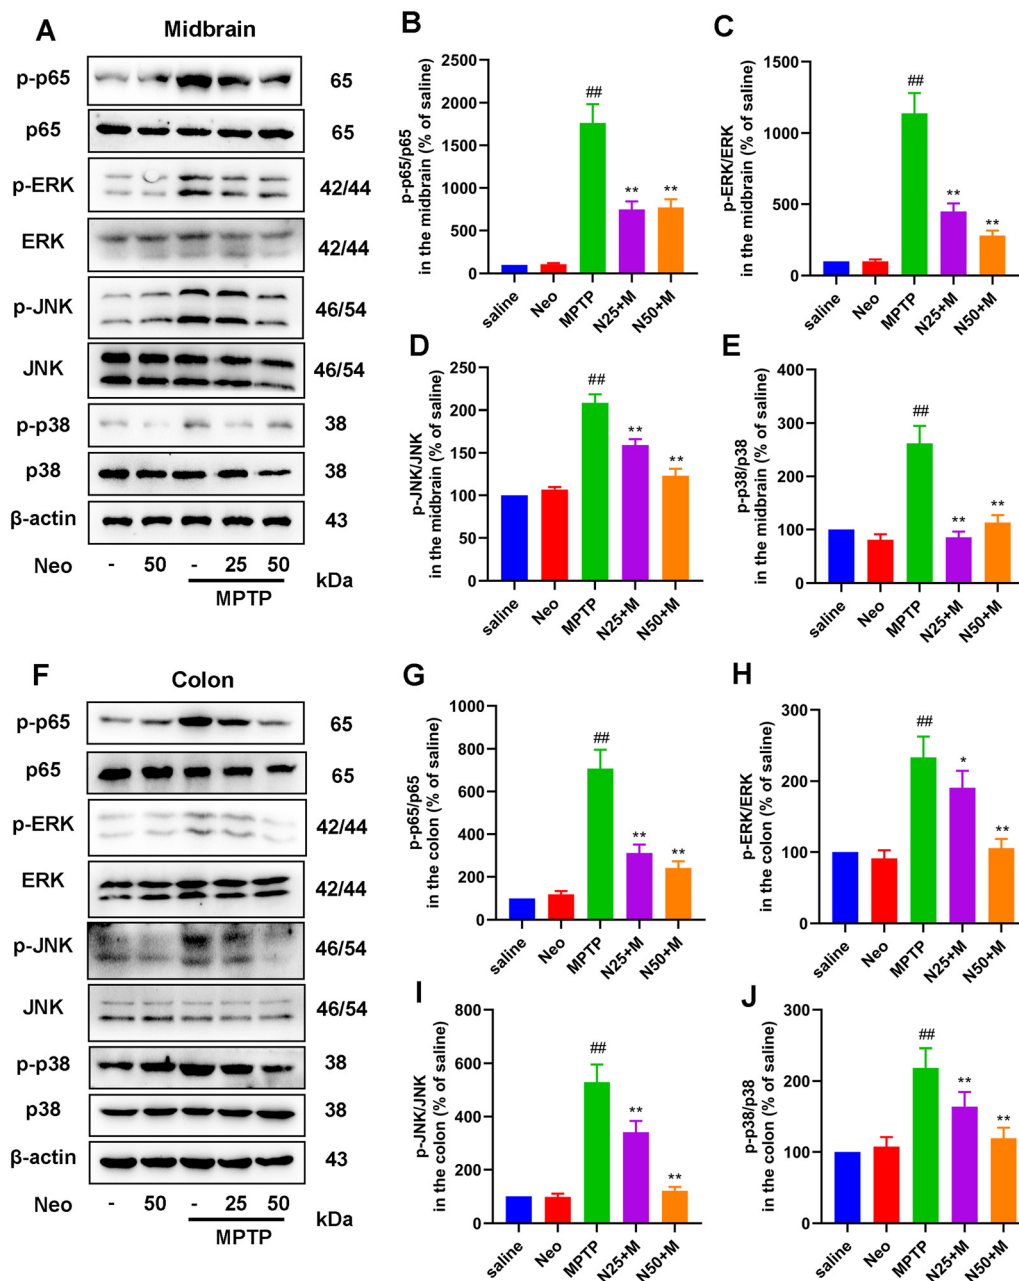 A
Midbrain
p-p65 65
p65 65
p-ERK 42/44
ERK 42/44
p-JNK 46/54
JNK 46/54
p-p38 38
p38 38
β-actin 43
Neo - 50 - 25 50 kDa
MPTP
B
p-p65/p65
in the midbrain (% of saline)
2500
2000
1500
1000
500
0
##
**
**
saline Neo MPTP N25+M N50+M
C
p-ERK/ERK
in the midbrain (% of saline)
1500
1000
500
0
##
**
**
saline Neo MPTP N25+M N50+M
D
p-JNK/JNK
in the midbrain (% of saline)
250
200
150
100
50
0
##
**
**
saline Neo MPTP N25+M N50+M
E
p-p38/p38
in the midbrain (% of saline)
400
300
200
100
0
##
**
**
saline Neo MPTP N25+M N50+M
F
Colon
p-p65 65
p65 65
p-ERK 42/44
ERK 42/44
p-JNK 46/54
JNK 46/54
p-p38 38
p38 38
β-actin 43
Neo - 50 - 25 50 kDa
MPTP
G
p-p65/p65
in the colon (% of saline)
1000
800
600
400
200
0
##
**
**
saline Neo MPTP N25+M N50+M
H
p-ERK/ERK
in the colon (% of saline)
300
200
100
0
##
*
**
saline Neo MPTP N25+M N50+M
I
p-JNK/JNK
in the colon (% of saline)
800
600
400
200
0
##
**
**
saline Neo MPTP N25+M N50+M
J
p-p38/p38
in the colon (% of saline)
300
200
100
0
##
**
**
saline Neo MPTP N25+M N50+M